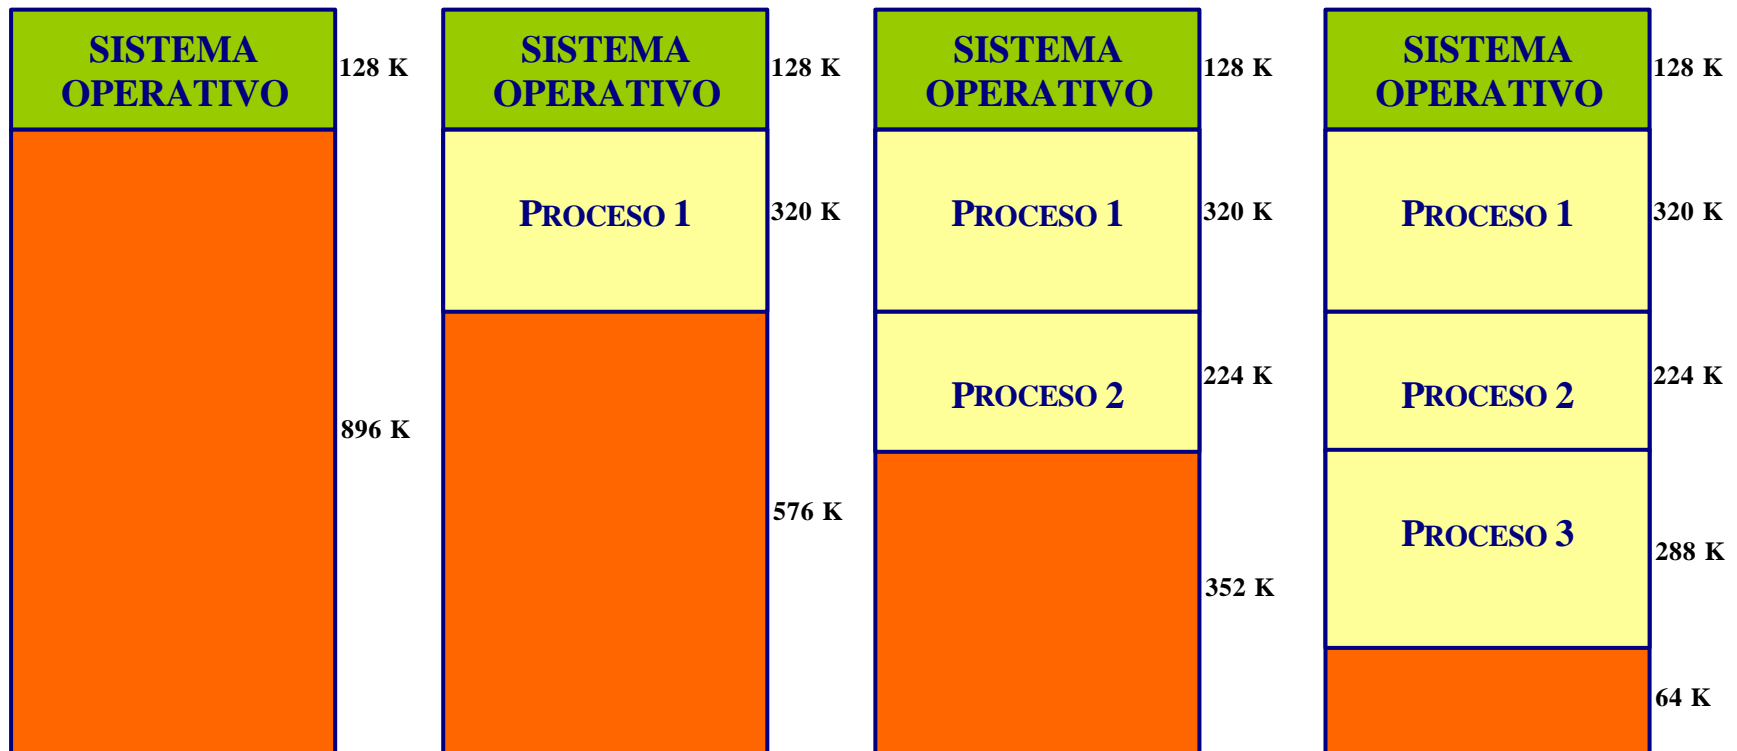 SISTEMA
OPERATIVO
128 K
896 K
SISTEMA
OPERATIVO
128 K
PROCESO 1
320 K
576 K
SISTEMA
OPERATIVO
128 K
PROCESO 1
320 K
PROCESO 2
224 K
352 K
SISTEMA
OPERATIVO
128 K
PROCESO 1
320 K
PROCESO 2
224 K
PROCESO 3
288 K
64 K